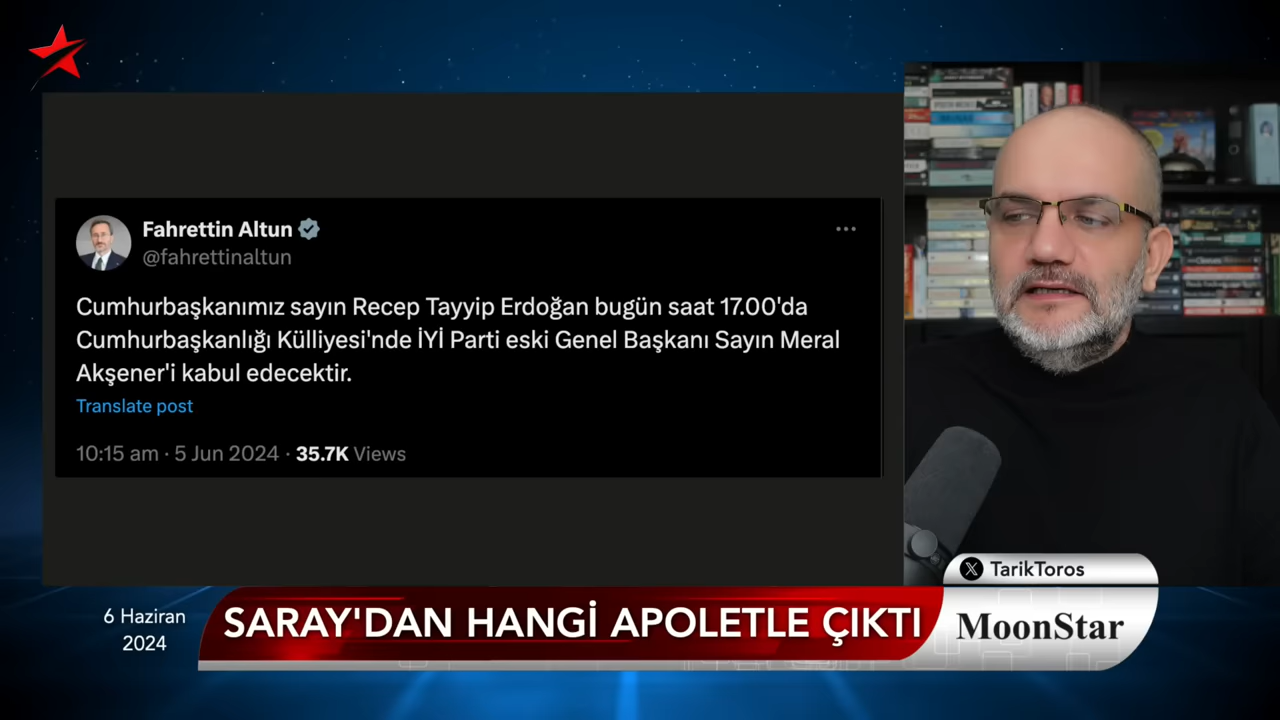 Fahrettin Altun
@fahrettinaltun
Cumhurbaşkanımız sayın Recep Tayyip Erdoğan bugün saat 17.00'da
Cumhurbaşkanlığı Külliyesi'nde İYİ Parti eski Genel Başkanı Sayın Meral
Akşener'i kabul edecektir.
Translate post
10:15 am · 5 Jun 2024 · 35.7K Views
TarikToros
6 Haziran
2024
SARAY'DAN HANGİ APOLETLE ÇIKTI
MoonStar